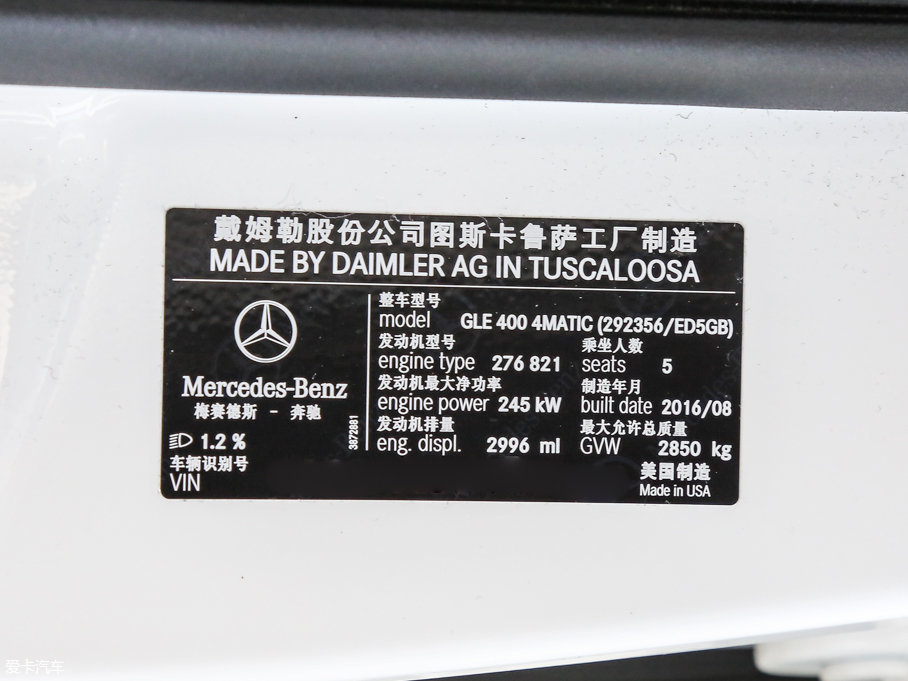 戴姆勒股份公司图斯卡鲁萨工厂制造
MADE BY DAIMLER AG IN TUSCALOOSA
整车型号
model GLE 400 4MATIC (292356/ED5GB)
发动机型号 乘坐人数
engine type 276 821 seats 5
发动机最大净功率 制造年月
engine power 245 kW built date 2016/08
发动机排量 最大允许总质量
eng. displ. 2996 ml GVW 2850 kg
美国制造
Made in USA
Mercedes-Benz
梅赛德斯 - 奔驰
3872881
1.2 %
车辆识别号
VIN
爱卡汽车